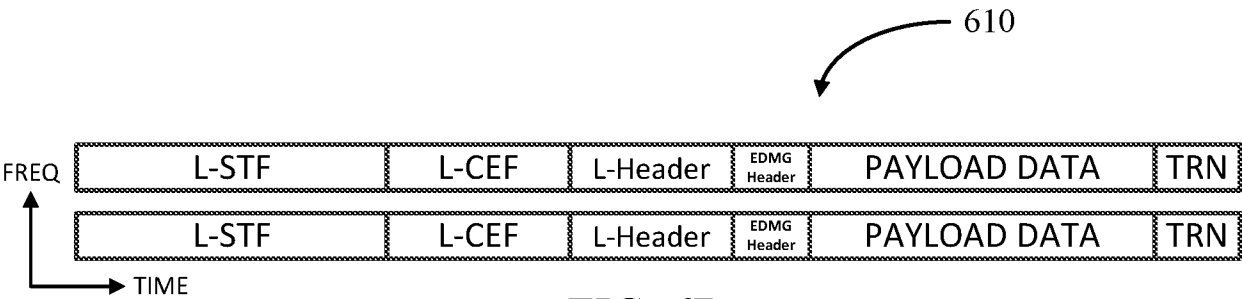 610
FREQ
L-STF L-CEF L-Header EDMG Header PAYLOAD DATA TRN
L-STF L-CEF L-Header EDMG Header PAYLOAD DATA TRN
TIME